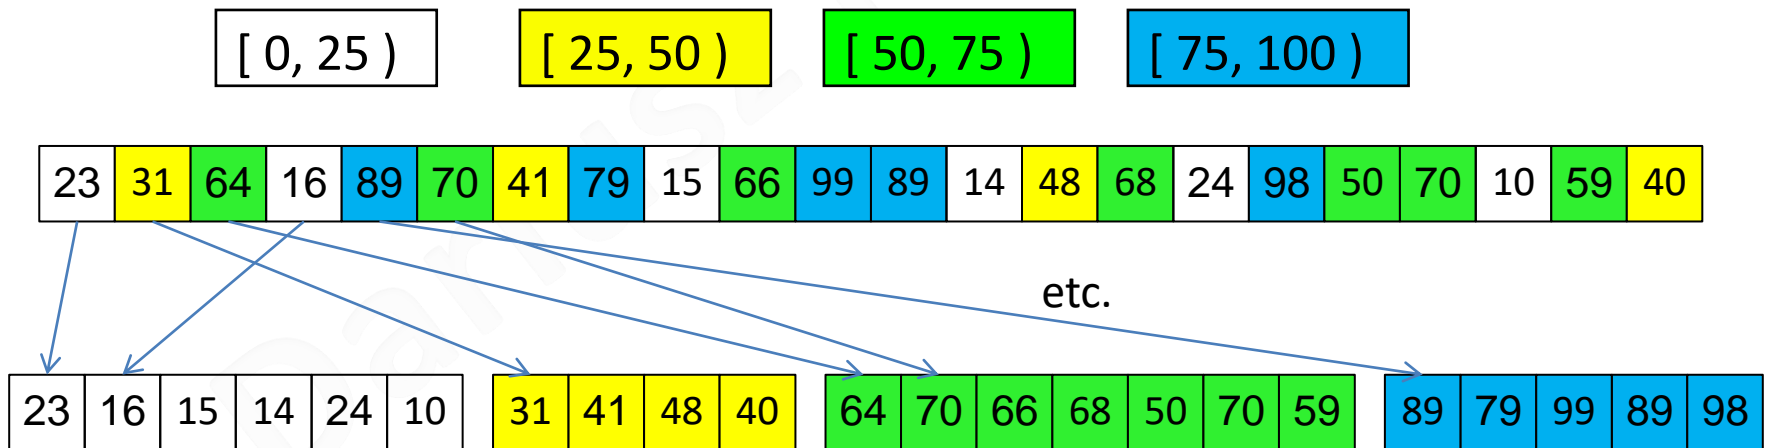 [ 0, 25 ) [ 25, 50 ) [ 50, 75 ) [ 75, 100 )
23 31 64 16 89 70 41 79 15 66 99 89 14 48 68 24 98 50 70 10 59 40
etc.
23 16 15 14 24 10 31 41 48 40 64 70 66 68 50 70 59 89 79 99 89 98